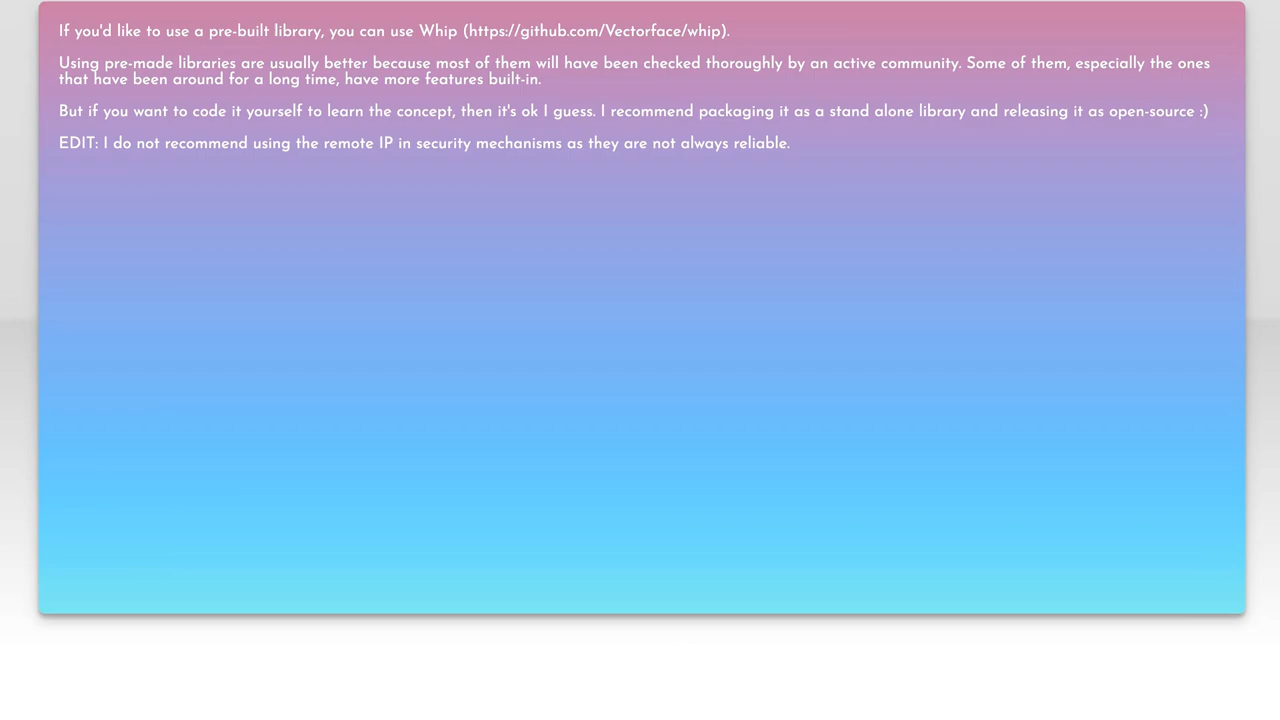 If you'd like to use a pre-built library, you can use Whip (https://github.com/Vectorface/whip).
Using pre-made libraries are usually better because most of them will have been checked thoroughly by an active community. Some of them, especially the ones
that have been around for a long time, have more features built-in.
But if you want to code it yourself to learn the concept, then it's ok I guess. I recommend packaging it as a stand alone library and releasing it as open-source :)
EDIT: I do not recommend using the remote IP in security mechanisms as they are not always reliable.